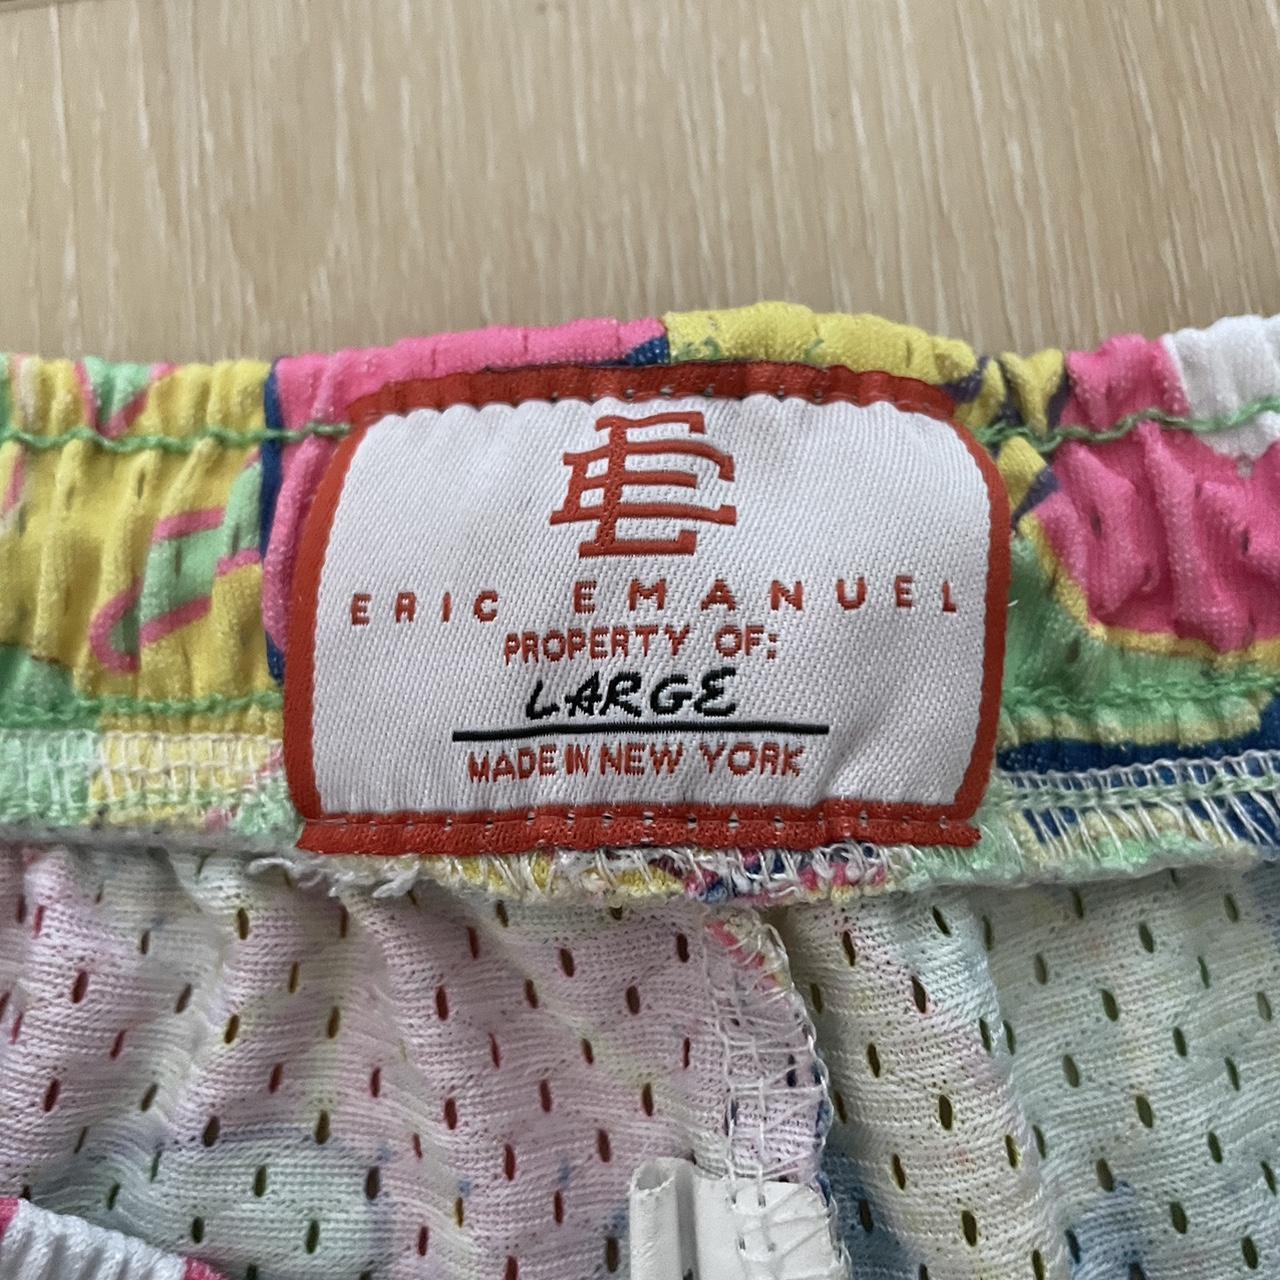 EE
ERIC EMANUEL
PROPERTY OF:
LARGE
MADE IN NEW YORK